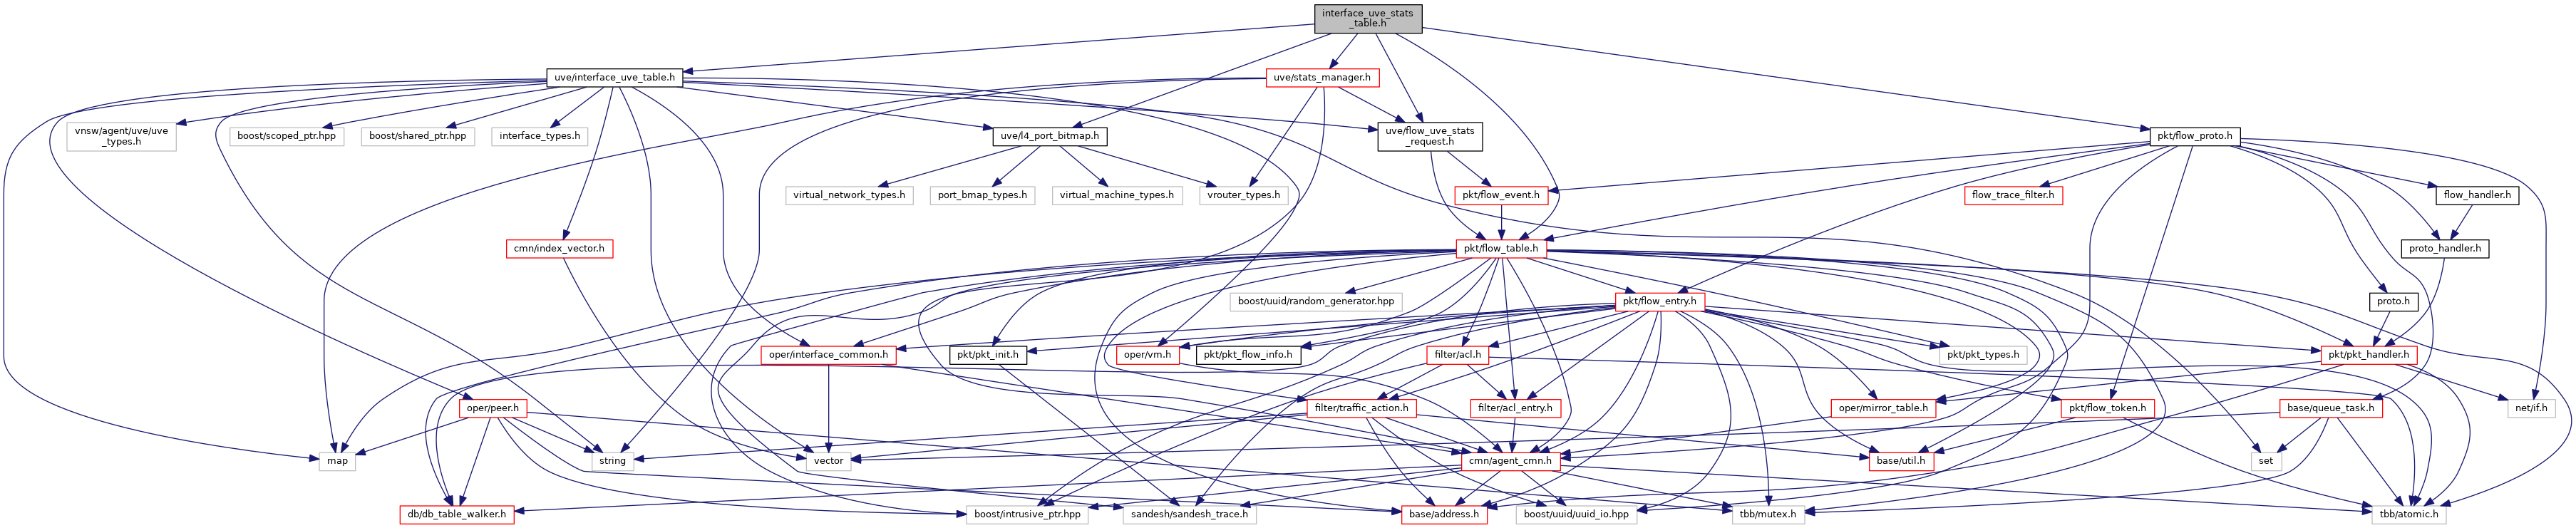 interface_uve_stats
_table.h
uve/interface_uve_table.h
uve/stats_manager.h
vnsw/agent/uve/uve
_types.h
boost/scoped_ptr.hpp
boost/shared_ptr.hpp
interface_types.h
uve/l4_port_bitmap.h
uve/flow_uve_stats
_request.h
pkt/flow_proto.h
virtual_network_types.h
port_bmap_types.h
virtual_machine_types.h
vrouter_types.h
pkt/flow_event.h
flow_trace_filter.h
flow_handler.h
cmn/index_vector.h
pkt/flow_table.h
proto_handler.h
boost/uuid/random_generator.hpp
pkt/flow_entry.h
proto.h
oper/interface_common.h
pkt/pkt_init.h
oper/vm.h
pkt/pkt_flow_info.h
filter/acl.h
pkt/pkt_types.h
pkt/pkt_handler.h
oper/peer.h
filter/traffic_action.h
filter/acl_entry.h
oper/mirror_table.h
pkt/flow_token.h
base/queue_task.h
net/if.h
map
string
vector
cmn/agent_cmn.h
base/util.h
set
db/db_table_walker.h
boost/intrusive_ptr.hpp
sandesh/sandesh_trace.h
base/address.h
boost/uuid/uuid_io.hpp
tbb/mutex.h
tbb/atomic.h